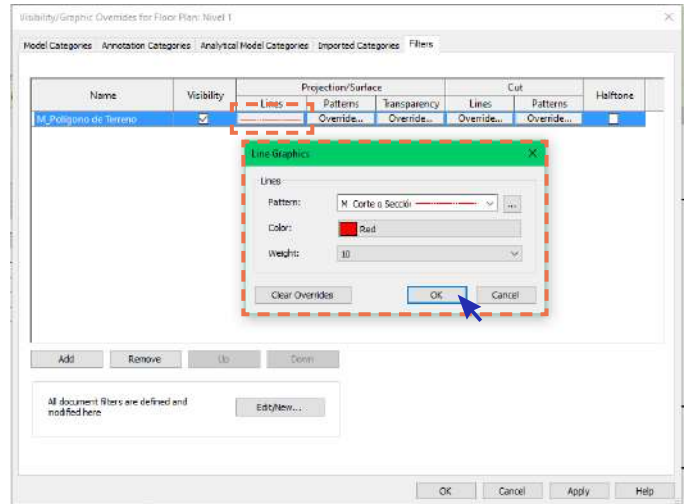 Visibility/Graphic Overrides for Floor Plan: Nivel 1
Model Categories Annotation Categories Analytical Model Categories Imported Categories Filters
Name Visibility Projection/Surface Cut Halftone
Lines Patterns Transparency Lines Patterns
M_Poligono de Terreno Override... Override... Override... Override...
Line Graphics
Lines
Pattern: M Corte o Secció ...
Color: Red
Weight: 10
Clear Overrides OK Cancel
Add Remove Up Down
All document filters are defined and
modified here
Edit/New...
OK Cancel Apply Help